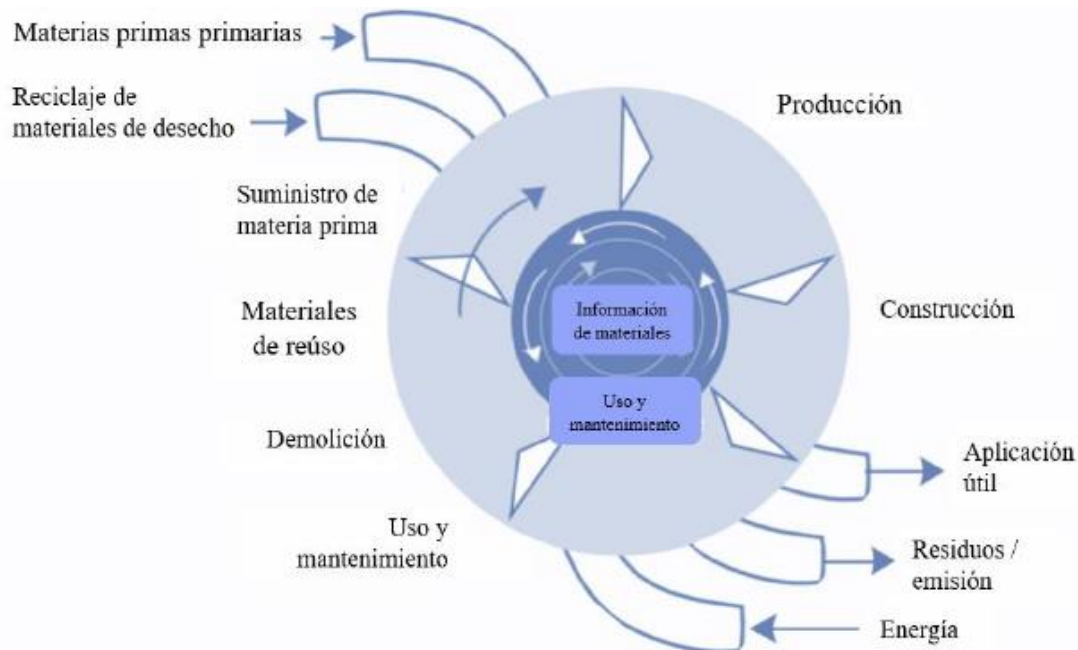 Materias primas primarias
Reciclaje de
materiales de desecho
Producción
Suministro de
materia prima
Materiales
de reúso
Información
de materiales
Construcción
Uso y
mantenimiento
Demolición
Aplicación
útil
Uso y
mantenimiento
Residuos /
emisión
Energía